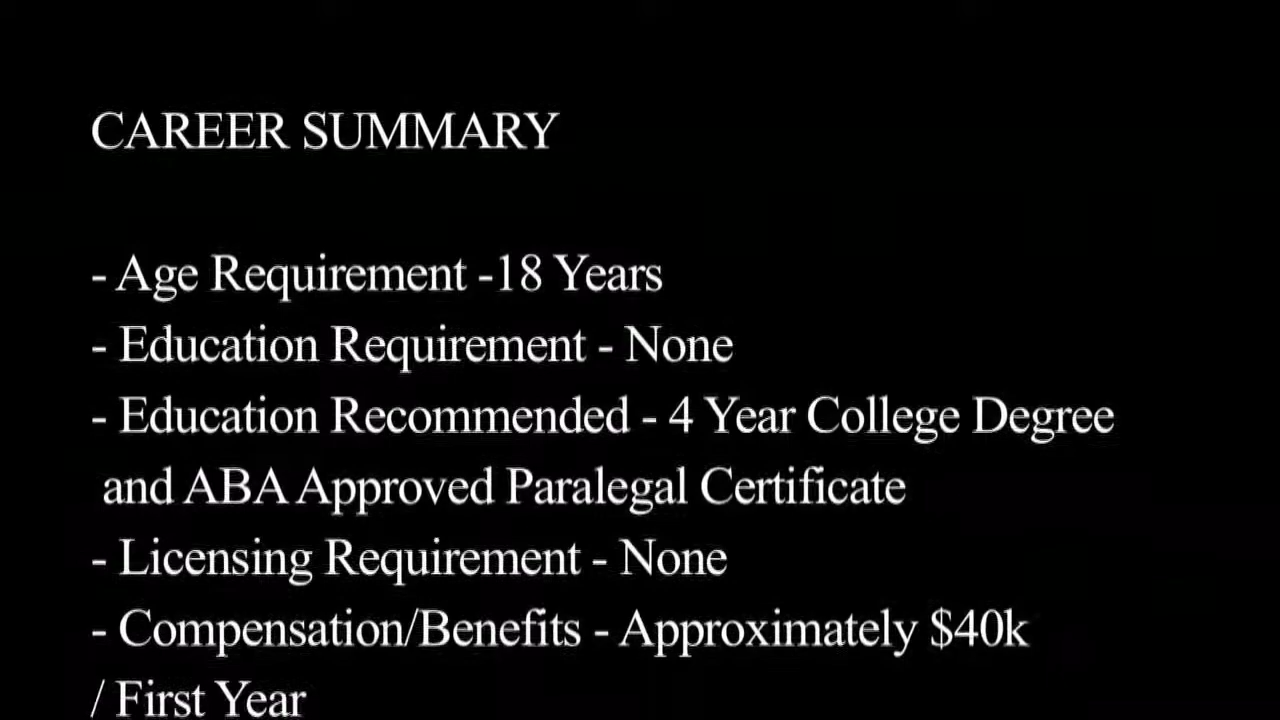 CAREER SUMMARY
- Age Requirement -18 Years
- Education Requirement - None
- Education Recommended - 4 Year College Degree
and ABA Approved Paralegal Certificate
- Licensing Requirement - None
- Compensation/Benefits - Approximately $40k
/ First Year